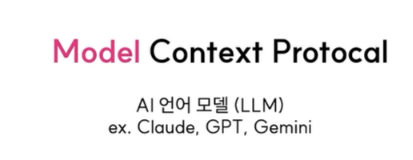 Model Context Protocal
AI 언어 모델 (LLM)
ex. Claude, GPT, Gemini